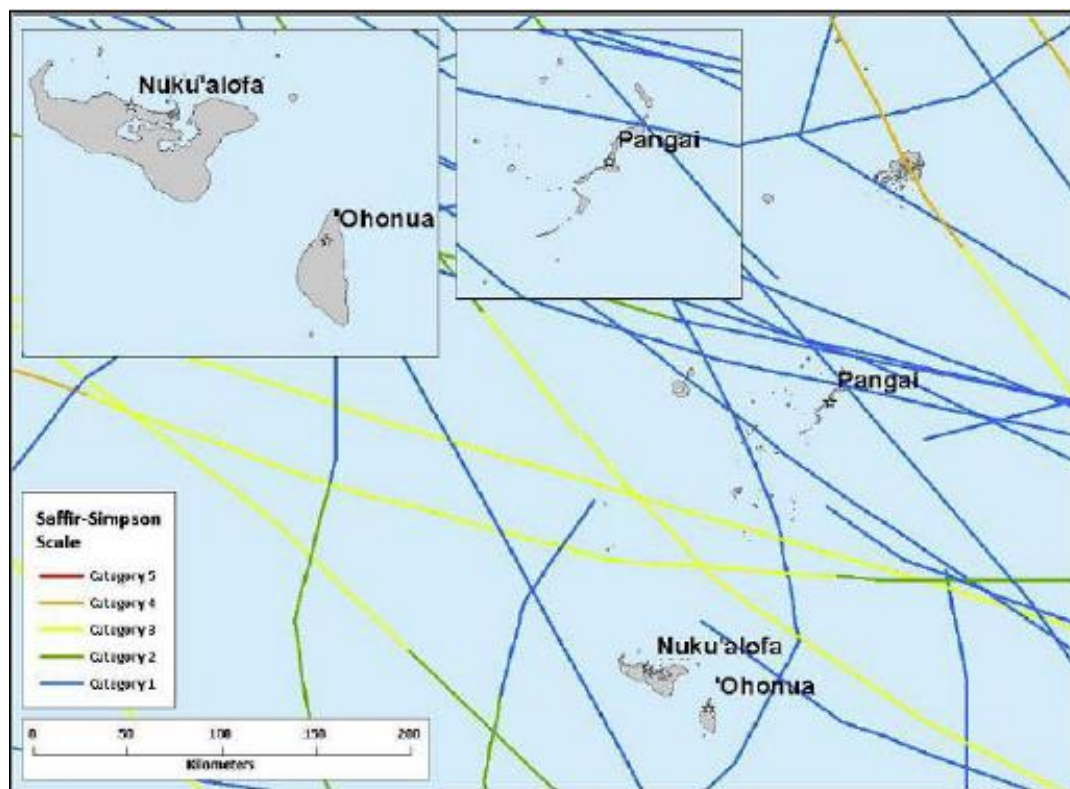 Nuku'alofa
'Ohonua
Pangai
Pangai
Nuku'alofa
'Ohonua
Saffir-Simpson
Scale
Category 5
Category 4
Category 3
Category 2
Category 1
0 50 100 150 200
Kilometers